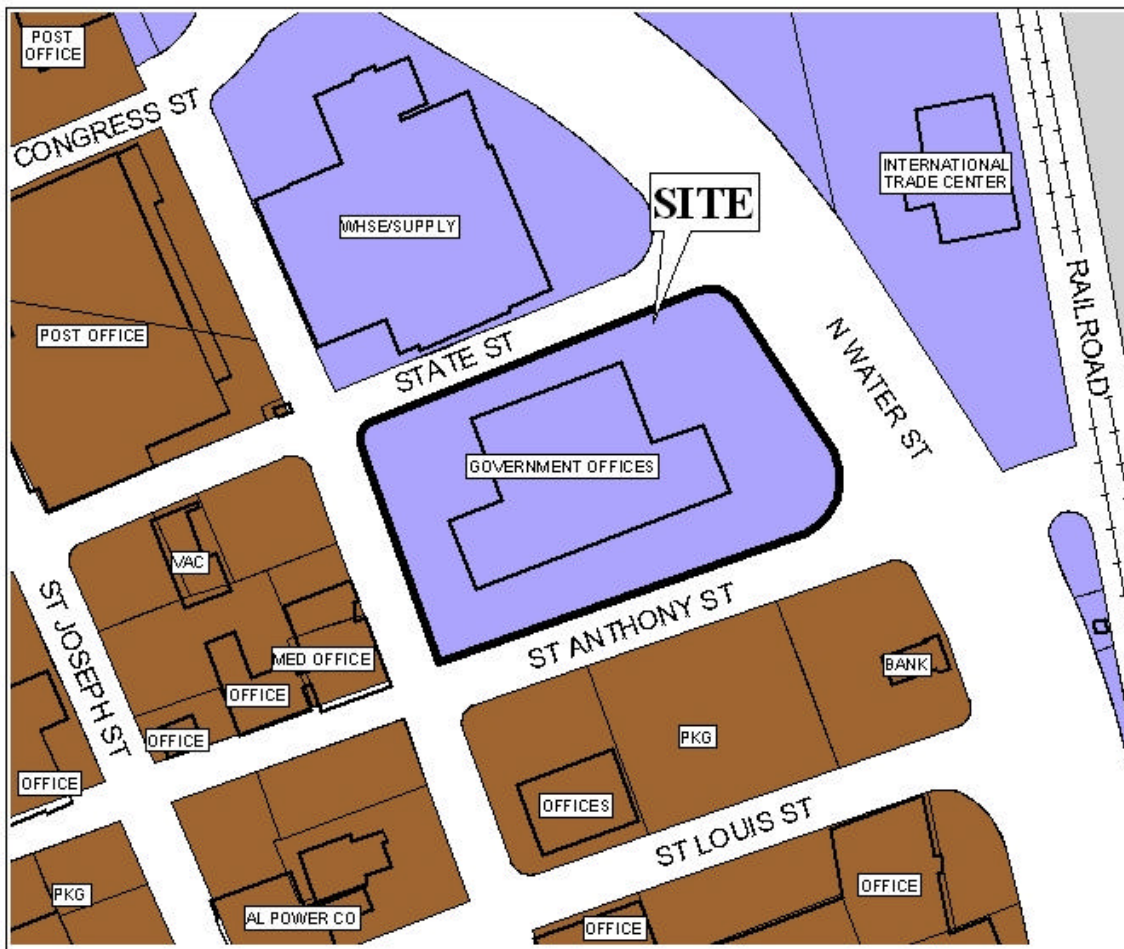 POST
OFFICE
CONGRESS ST
INTERNATIONAL
TRADE CENTER
SITE
WHSE/SUPPLY
POST OFFICE
STATE ST
N WATER ST
RAILROAD
GOVERNMENT OFFICES
VAC
ST JOSEPH ST
ST ANTHONY ST
MED OFFICE
BANK
OFFICE
OFFICE
PKG
OFFICE
OFFICES
ST LOUIS ST
PKG
OFFICE
AL POWER CO
OFFICE